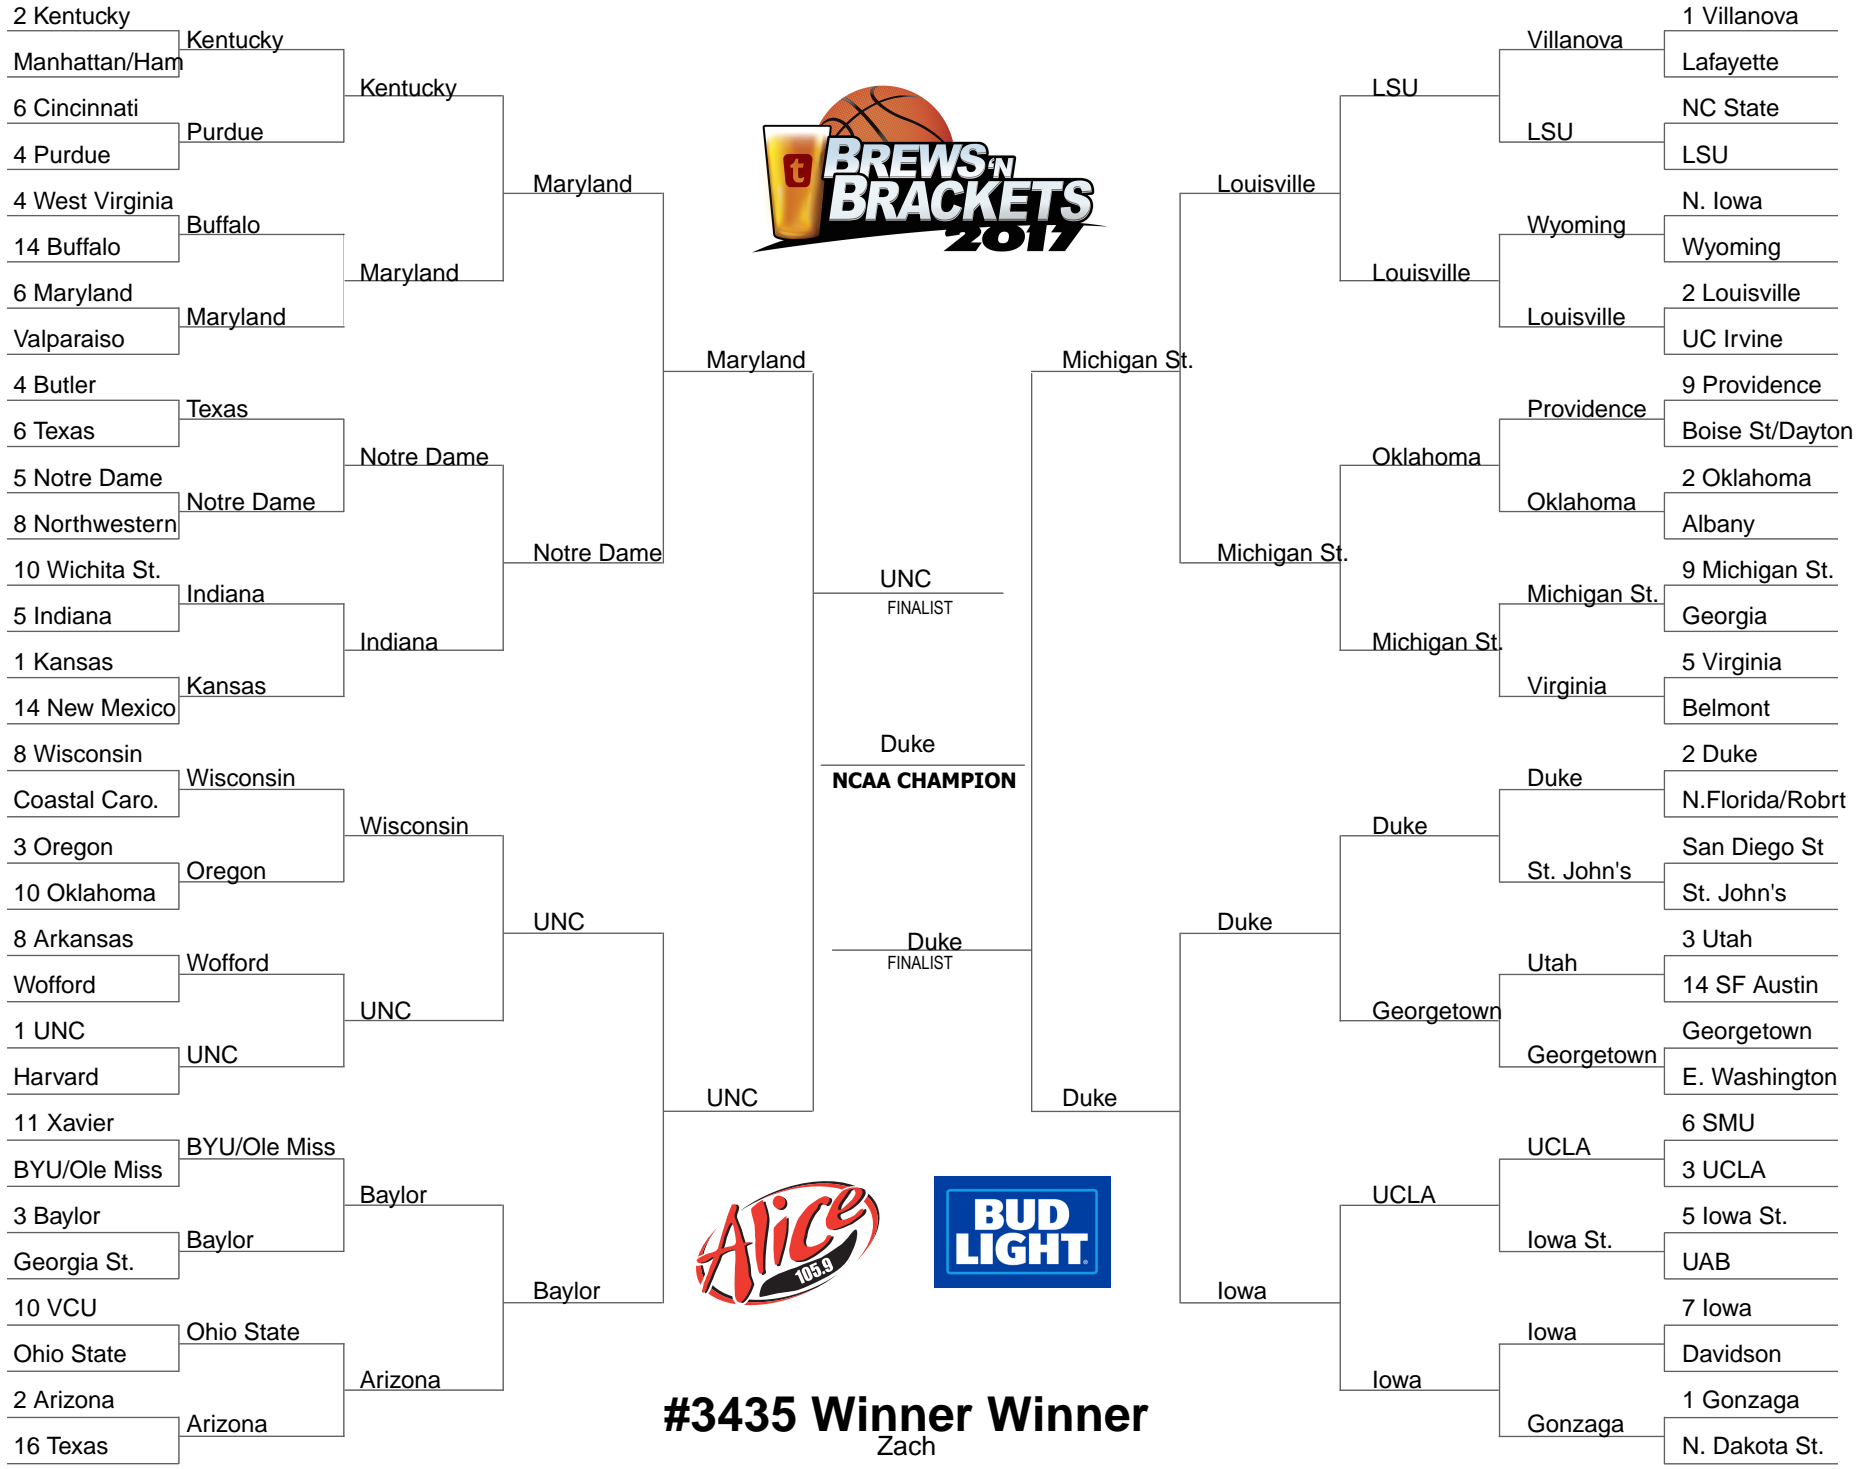 2 Kentucky
Manhattan/Ham
6 Cincinnati
4 Purdue
4 West Virginia
14 Buffalo
6 Maryland
Valparaiso
4 Butler
6 Texas
5 Notre Dame
8 Northwestern
10 Wichita St.
5 Indiana
1 Kansas
14 New Mexico
8 Wisconsin
Coastal Caro.
3 Oregon
10 Oklahoma
8 Arkansas
Wofford
1 UNC
Harvard
11 Xavier
BYU/Ole Miss
3 Baylor
Georgia St.
10 VCU
Ohio State
2 Arizona
16 Texas
Kentucky
Purdue
Buffalo
Maryland
Texas
Notre Dame
Indiana
Kansas
Wisconsin
Oregon
Wofford
UNC
BYU/Ole Miss
Baylor
Ohio State
Arizona
Kentucky
Maryland
Notre Dame
Indiana
Wisconsin
UNC
Baylor
Arizona
Maryland
Notre Dame
UNC
Baylor
Maryland
UNC
t
BREWS 'N
BRACKETS
2017
UNC
FINALIST
Duke
NCAA CHAMPION
Duke
FINALIST
Alice
105.9
BUD
LIGHT
#3435 Winner Winner
Zach
Michigan St.
Duke
Louisville
Michigan St.
Duke
Iowa
LSU
Louisville
Oklahoma
Michigan St.
Duke
Georgetown
UCLA
Iowa
Villanova
LSU
Wyoming
Louisville
Providence
Oklahoma
Michigan St.
Virginia
Duke
St. John's
Utah
Georgetown
UCLA
Iowa St.
Iowa
Gonzaga
1 Villanova
Lafayette
NC State
LSU
N. Iowa
Wyoming
2 Louisville
UC Irvine
9 Providence
Boise St/Dayton
2 Oklahoma
Albany
9 Michigan St.
Georgia
5 Virginia
Belmont
2 Duke
N.Florida/Robrt
San Diego St
St. John's
3 Utah
14 SF Austin
Georgetown
E. Washington
6 SMU
3 UCLA
5 Iowa St.
UAB
7 Iowa
Davidson
1 Gonzaga
N. Dakota St.